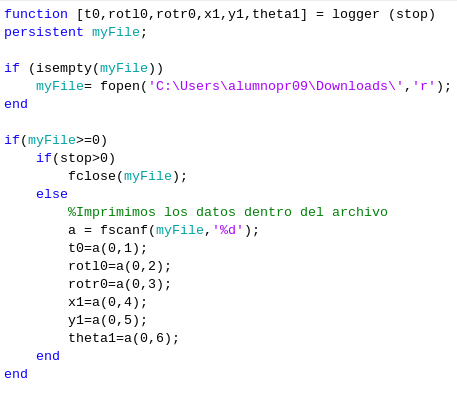 function [t0,rotl0,rotr0,x1,y1,theta1] = logger (stop)
persistent myFile;

if (isempty(myFile))
    myFile= fopen('C:\Users\alumnopr09\Downloads\','r');
end

if(myFile>=0)
    if(stop>0)
        fclose(myFile);
    else
        %Imprimimos los datos dentro del archivo
        a = fscanf(myFile,'%d');
        t0=a(0,1);
        rotl0=a(0,2);
        rotr0=a(0,3);
        x1=a(0,4);
        y1=a(0,5);
        theta1=a(0,6);
    end
end